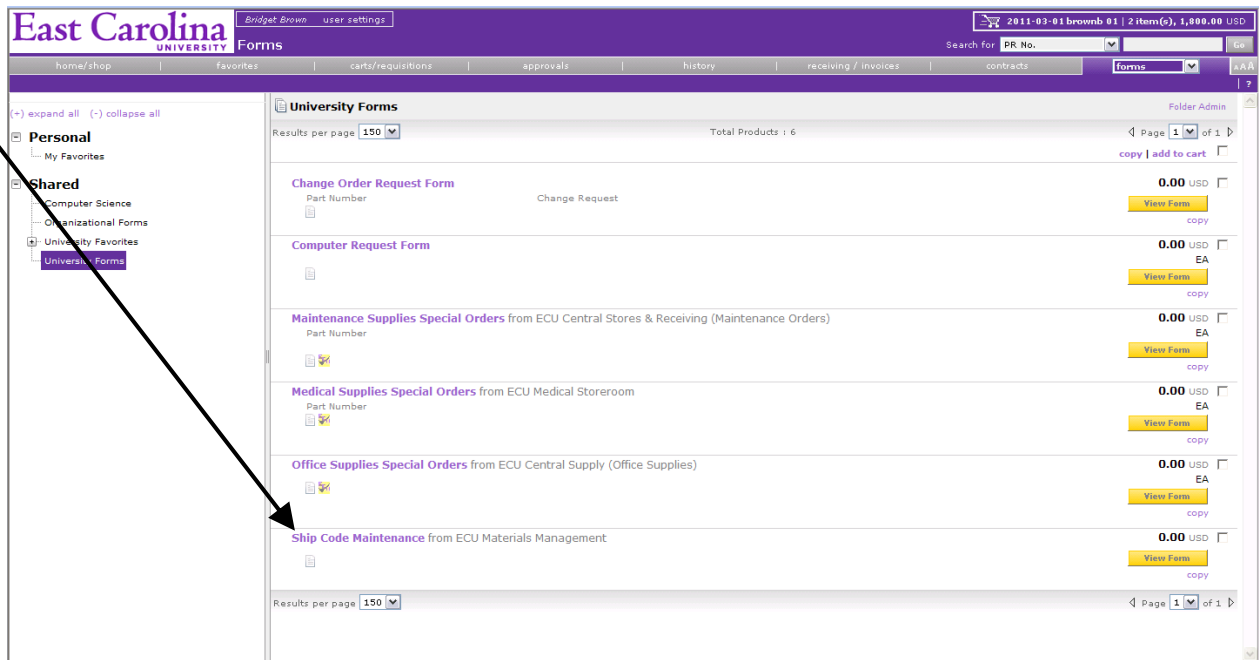 East Carolina
UNIVERSITY
Bridget Brown user settings
2011-03-01 brownb 01 | 2 item(s), 1,800.00 USD
Forms
Search for PR No. Go
home/shop | favorites | carts/requisitions | approvals | history | receiving / invoices | contracts forms AAA
| ?
(+) expand all (-) collapse all
Personal
My Favorites
Shared
Computer Science
Organizational Forms
University Favorites
University Forms
University Forms Folder Admin
Results per page 150 Total Products : 6 Page 1 of 1
copy | add to cart
Change Order Request Form 0.00 USD
Part Number Change Request
View Form
copy
Computer Request Form 0.00 USD
EA
View Form
copy
Maintenance Supplies Special Orders from ECU Central Stores & Receiving (Maintenance Orders) 0.00 USD
Part Number EA
View Form
copy
Medical Supplies Special Orders from ECU Medical Storeroom 0.00 USD
Part Number EA
View Form
copy
Office Supplies Special Orders from ECU Central Supply (Office Supplies) 0.00 USD
EA
View Form
copy
Ship Code Maintenance from ECU Materials Management 0.00 USD
View Form
copy
Results per page 150 Page 1 of 1